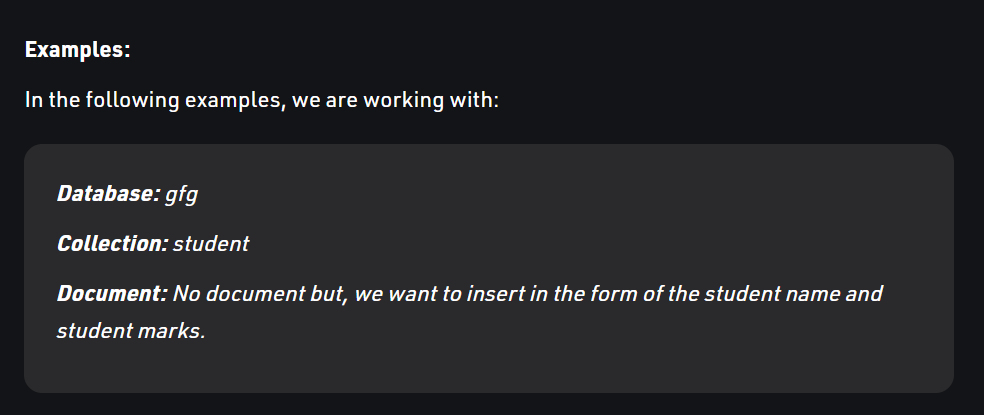 Examples:
In the following examples, we are working with:
Database: gfg
Collection: student
Document: No document but, we want to insert in the form of the student name and
student marks.